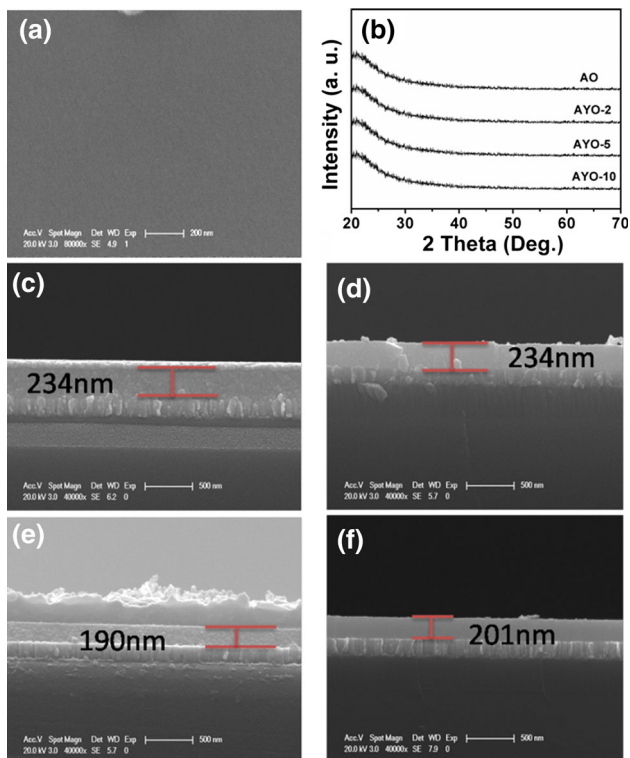 (a)
Acc.V Spot Magn Det WD Exp
20.0 kV 3.0 80000x SE 4.9 1
200 nm
(b)
Intensity (a. u.)
AO
AYO-2
AYO-5
AYO-10
20 30 40 50 60 70
2 Theta (Deg.)
(c)
234nm
Acc.V Spot Magn Det WD Exp
20.0 kV 3.0 40000x SE 6.2 0
500 nm
(d)
234nm
Acc.V Spot Magn Det WD Exp
20.0 kV 3.0 40000x SE 5.7 0
500 nm
(e)
190nm
Acc.V Spot Magn Det WD Exp
20.0 kV 3.0 40000x SE 5.7 0
500 nm
(f)
201nm
Acc.V Spot Magn Det WD Exp
20.0 kV 3.0 40000x SE 7.9 0
500 nm